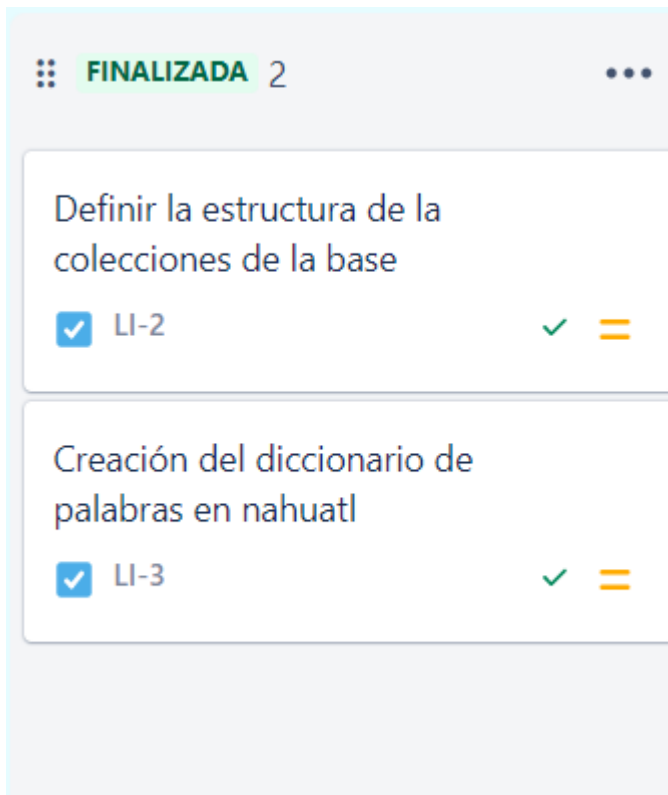 FINALIZADA 2
Definir la estructura de la
colecciones de la base
LI-2
Creación del diccionario de
palabras en nahuatl
LI-3